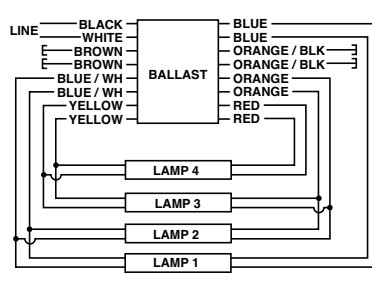 LINE
BLACK
WHITE
BROWN
BROWN
BLUE / WH
BLUE / WH
YELLOW
YELLOW
BALLAST
BLUE
BLUE
ORANGE / BLK
ORANGE / BLK
ORANGE
ORANGE
RED
RED
LAMP 4
LAMP 3
LAMP 2
LAMP 1